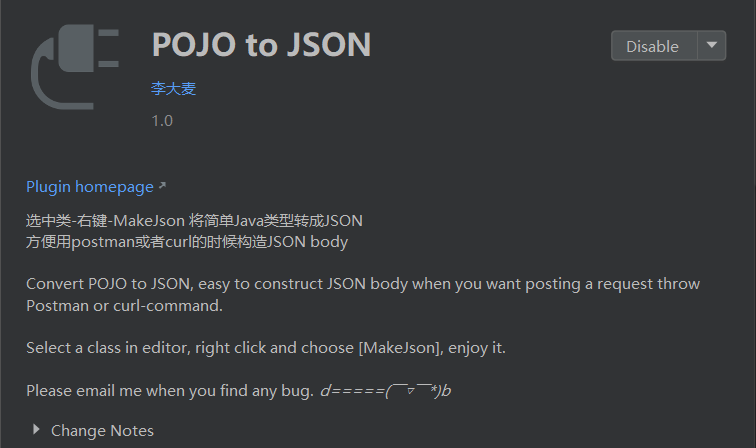 POJO to JSON
Disable
李大麦
1.0
Plugin homepage
选中类-右键-MakeJson 将简单Java类型转成JSON
方便用postman或者curl的时候构造JSON body
Convert POJO to JSON, easy to construct JSON body when you want posting a request throw
Postman or curl-command.
Select a class in editor, right click and choose [MakeJson], enjoy it.
Please email me when you find any bug. d=====(￣▽￣*)b
Change Notes